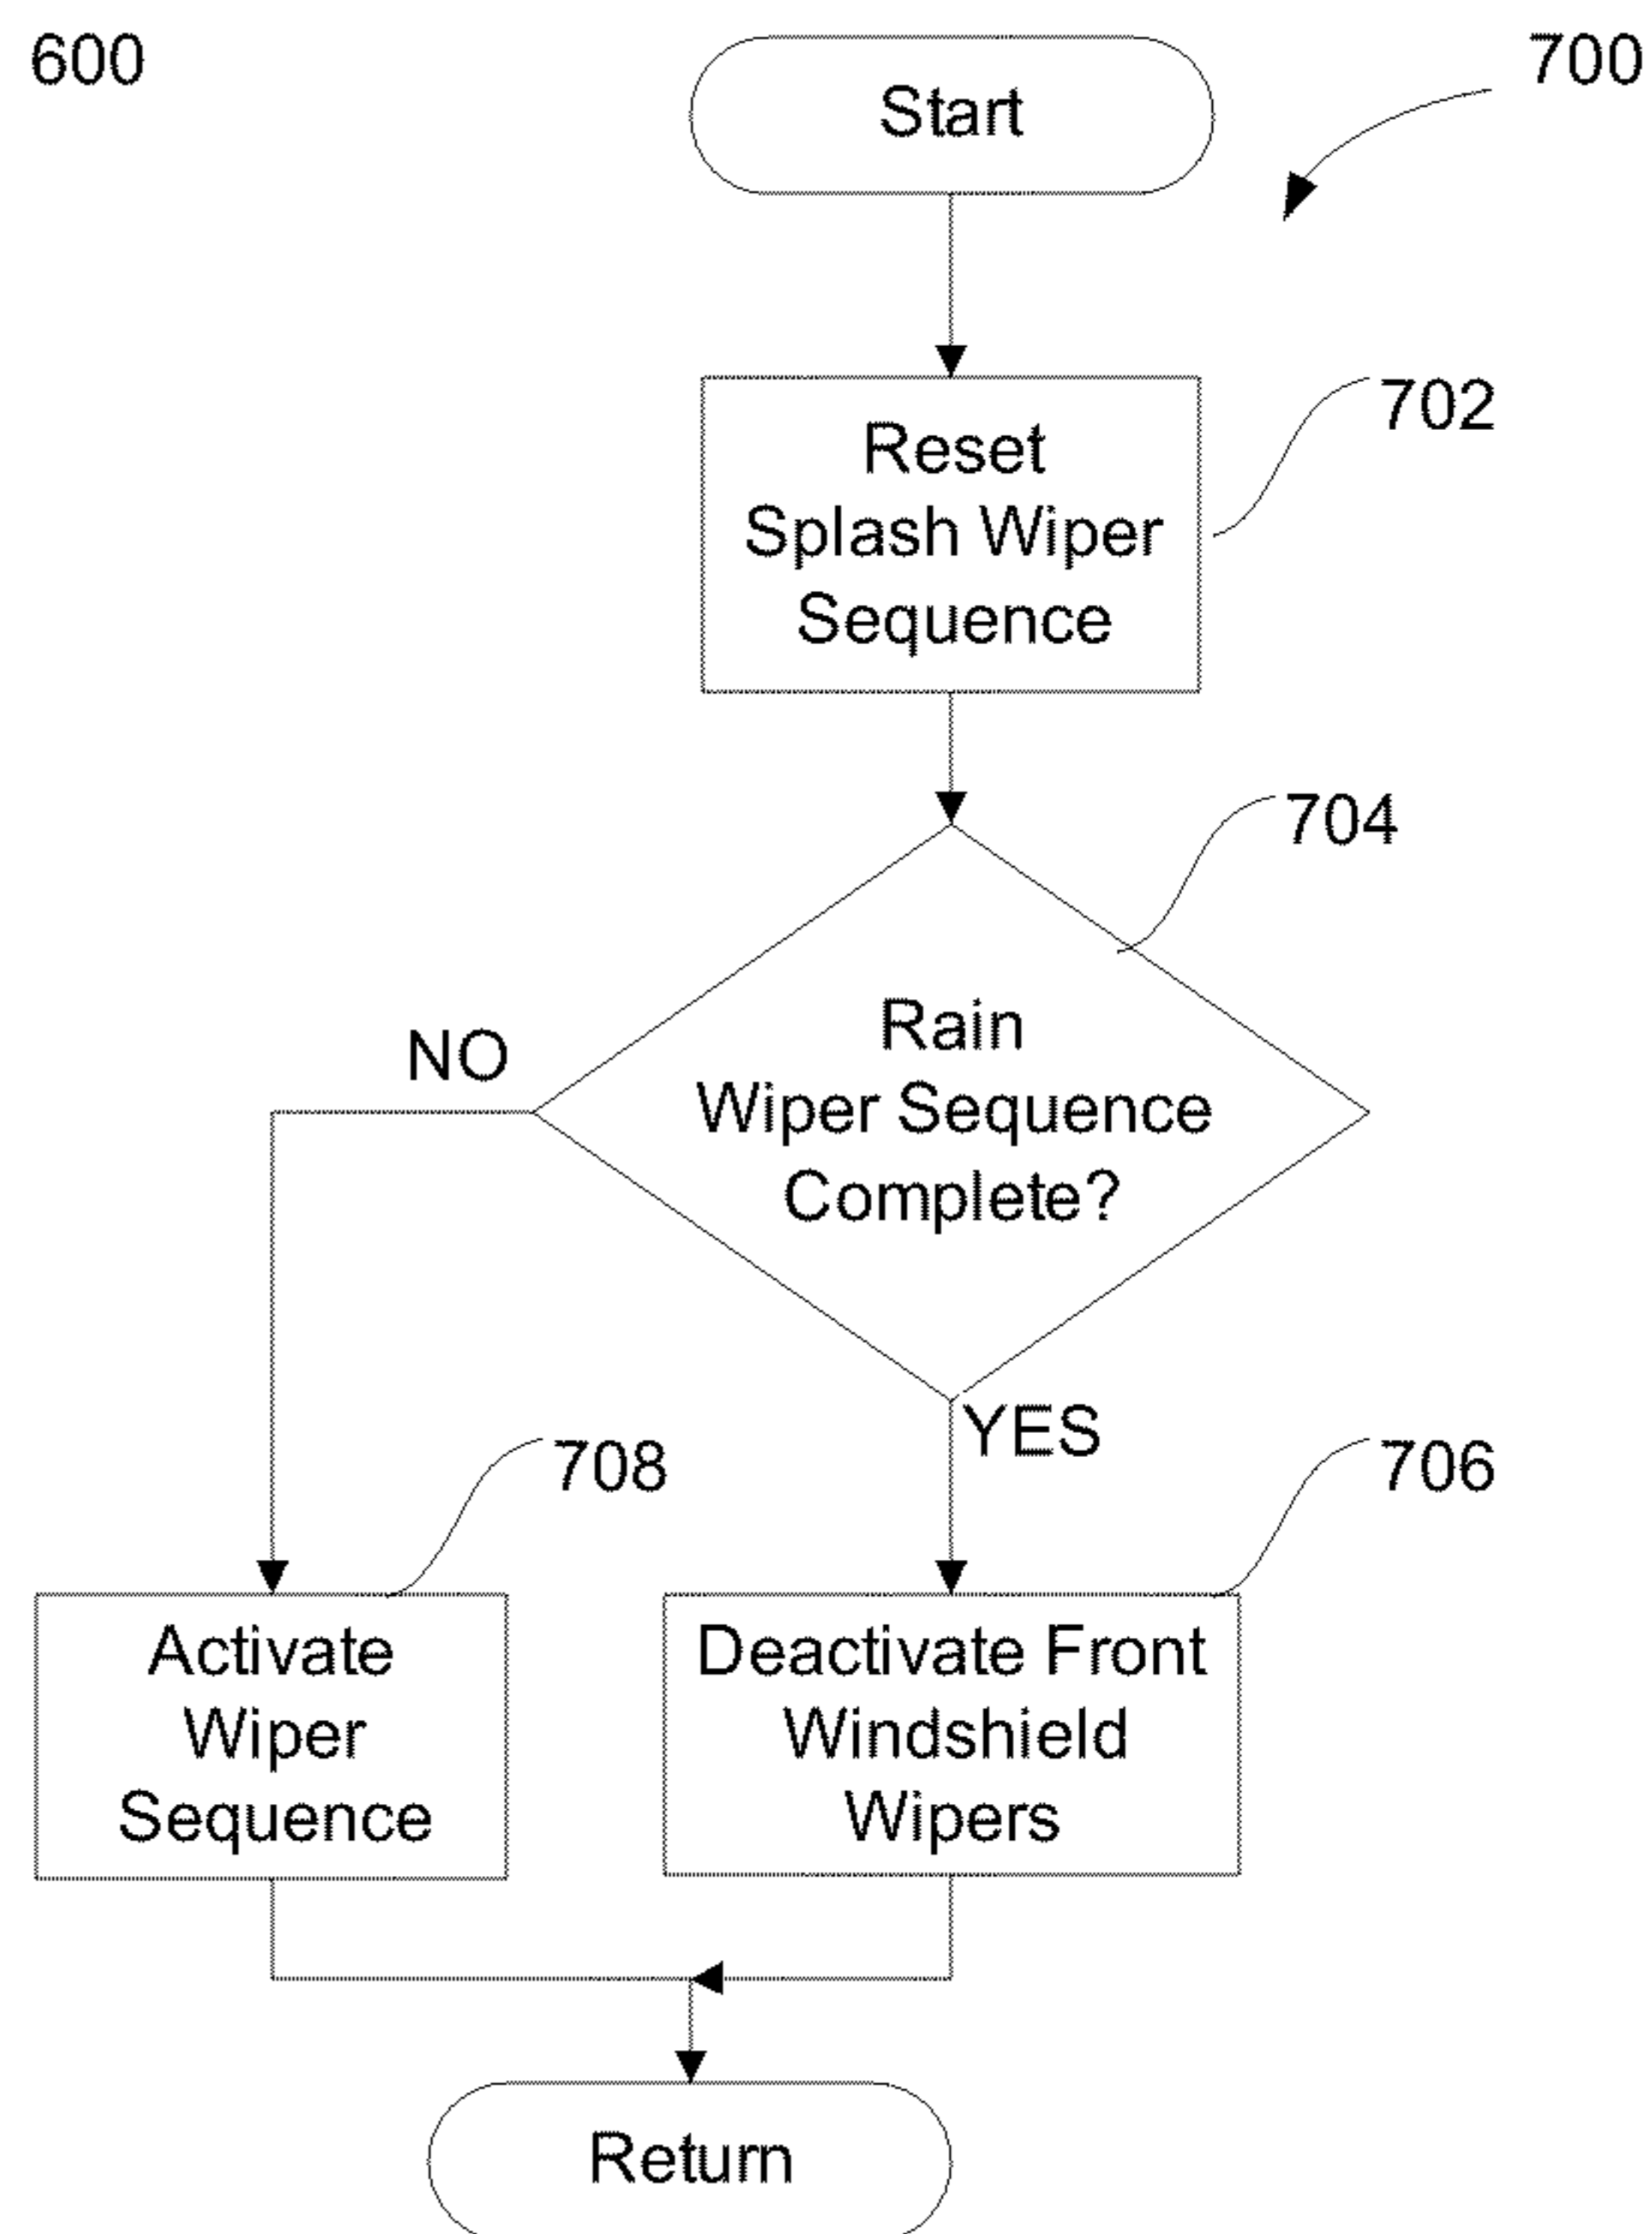 600
700
Start
Reset
Splash Wiper
Sequence
702
704
Rain
Wiper Sequence
Complete?
NO
YES
708
706
Activate
Wiper
Sequence
Deactivate Front
Windshield
Wipers
Return